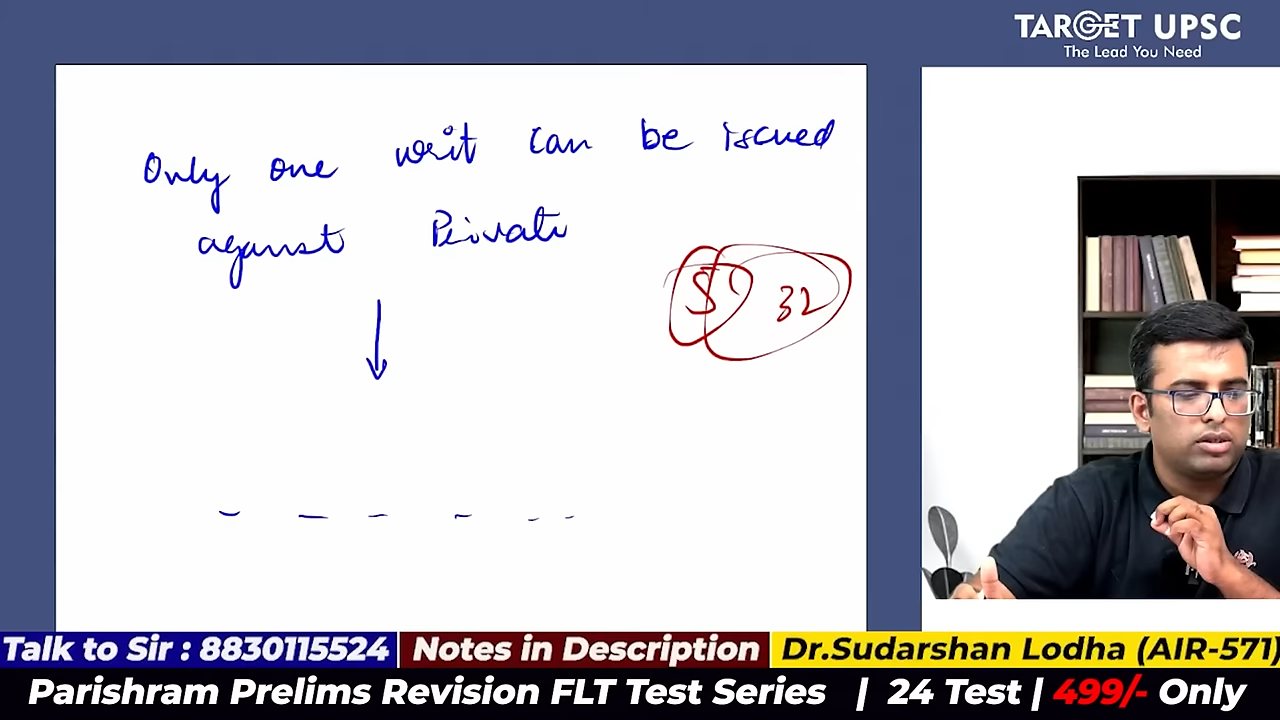 TARGET UPSC
The Lead You Need
Only one writ can be issued
against Private
5 32
Talk to Sir : 8830115524 Notes in Description Dr.Sudarshan Lodha (AIR-571)
Parishram Prelims Revision FLT Test Series | 24 Test | 499/- Only